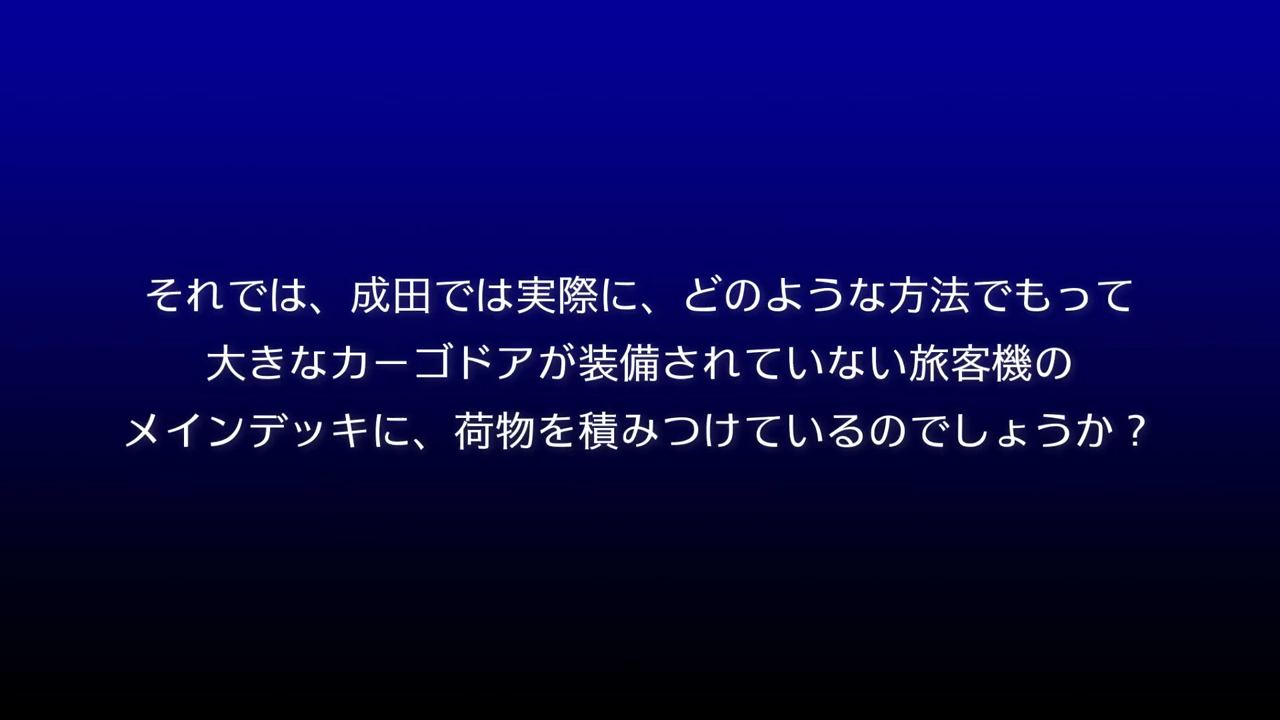 それでは、成田では実際に、どのような方法でもって
大きなカーゴドアが装備されていない旅客機の
メインデッキに、荷物を積みつけているのでしょうか？